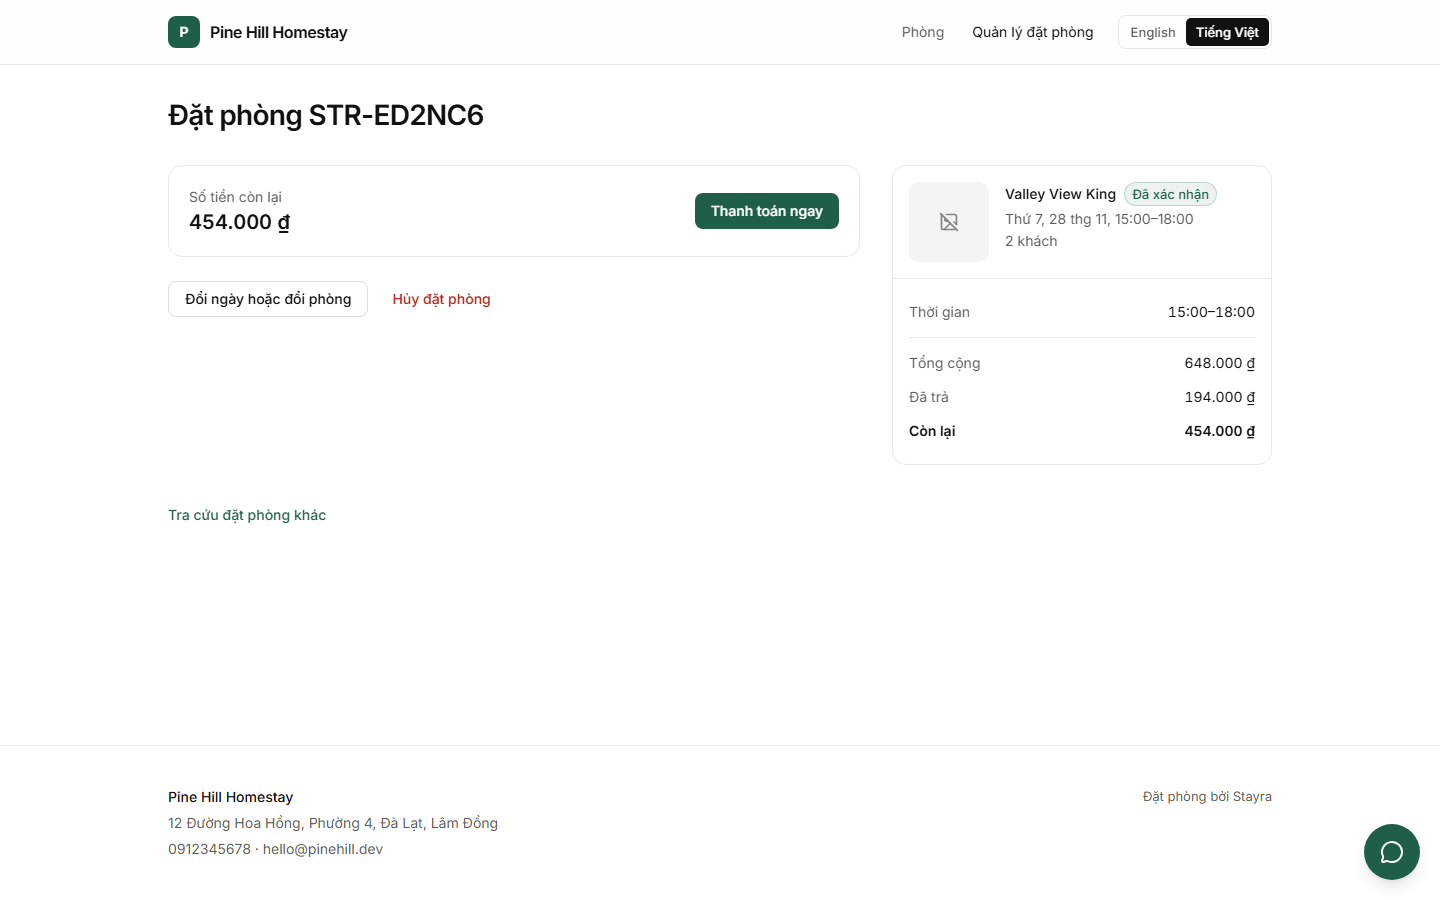 P
Pine Hill Homestay
Phòng
Quản lý đặt phòng
English
Tiếng Việt
Đặt phòng STR-ED2NC6
Số tiền còn lại
454.000 ₫
Thanh toán ngay
Đổi ngày hoặc đổi phòng
Hủy đặt phòng
Valley View King
Đã xác nhận
Thứ 7, 28 thg 11, 15:00–18:00
2 khách
Thời gian
15:00–18:00
Tổng cộng
648.000 ₫
Đã trả
194.000 ₫
Còn lại
454.000 ₫
Tra cứu đặt phòng khác
Pine Hill Homestay
12 Đường Hoa Hồng, Phường 4, Đà Lạt, Lâm Đồng
0912345678 · hello@pinehill.dev
Đặt phòng bởi Stayra